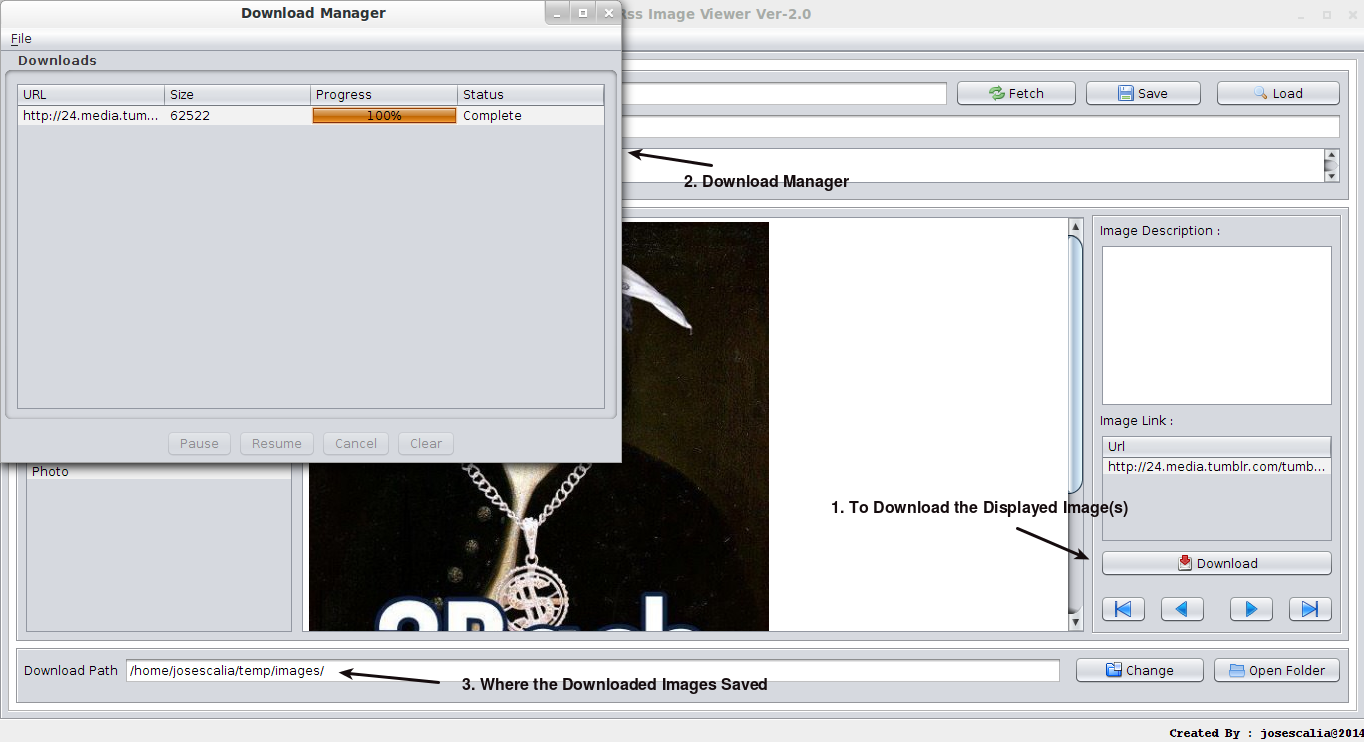 Download Manager
Rss Image Viewer Ver-2.0
File
Downloads
URL Size Progress Status
http://24.media.tum... 62522 100% Complete
Pause Resume Cancel Clear
Fetch Save Load
2. Download Manager
Photo
Image Description :
Image Link :
Url
http://24.media.tumblr.com/tumb...
1. To Download the Displayed Image(s)
Download
$
Download Path /home/josescalia/temp/images/ Change Open Folder
3. Where the Downloaded Images Saved
Created By : josescalia@2014